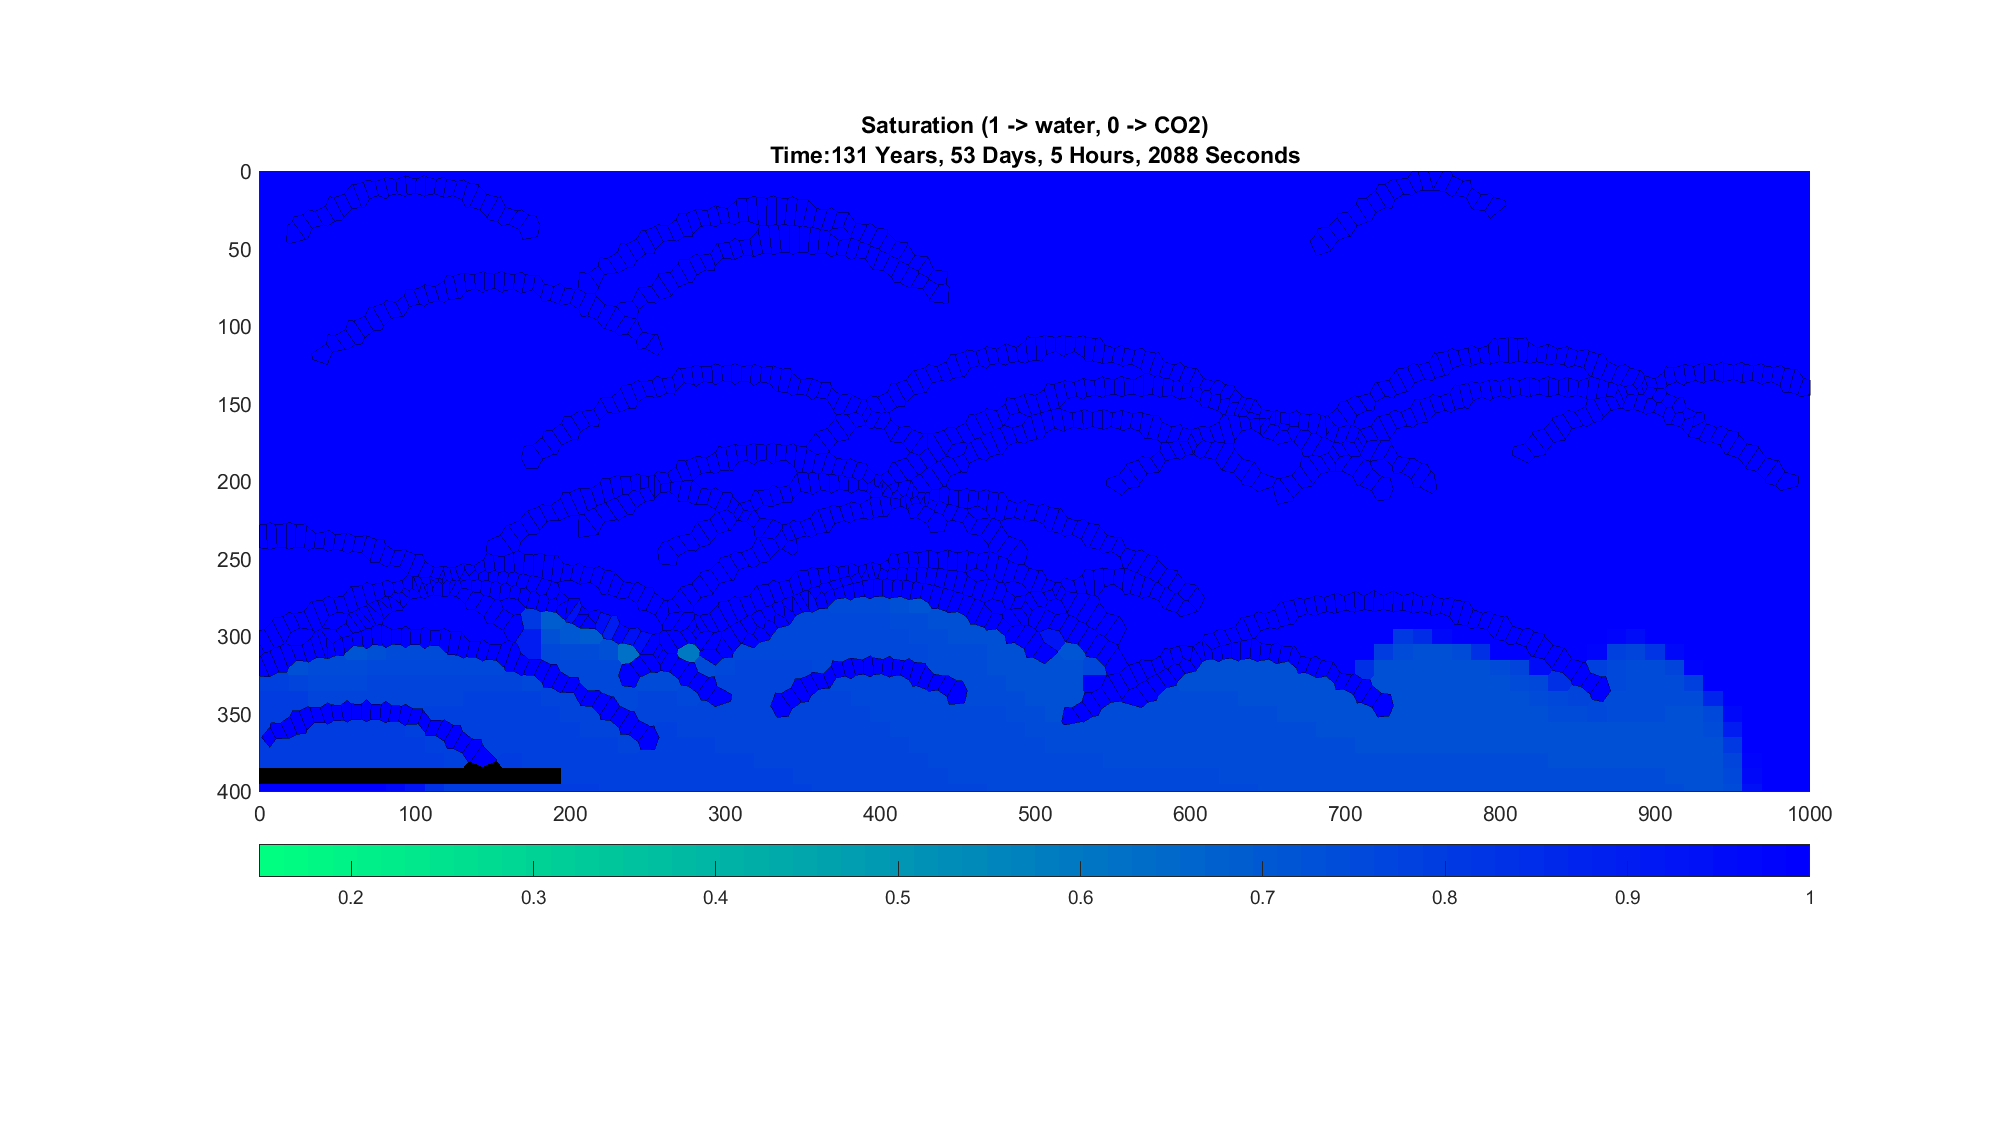 Saturation (1 -> water, 0 -> CO2)
Time:131 Years, 53 Days, 5 Hours, 2088 Seconds
0
50
100
150
200
250
300
350
400
0 100 200 300 400 500 600 700 800 900 1000
0.2 0.3 0.4 0.5 0.6 0.7 0.8 0.9 1